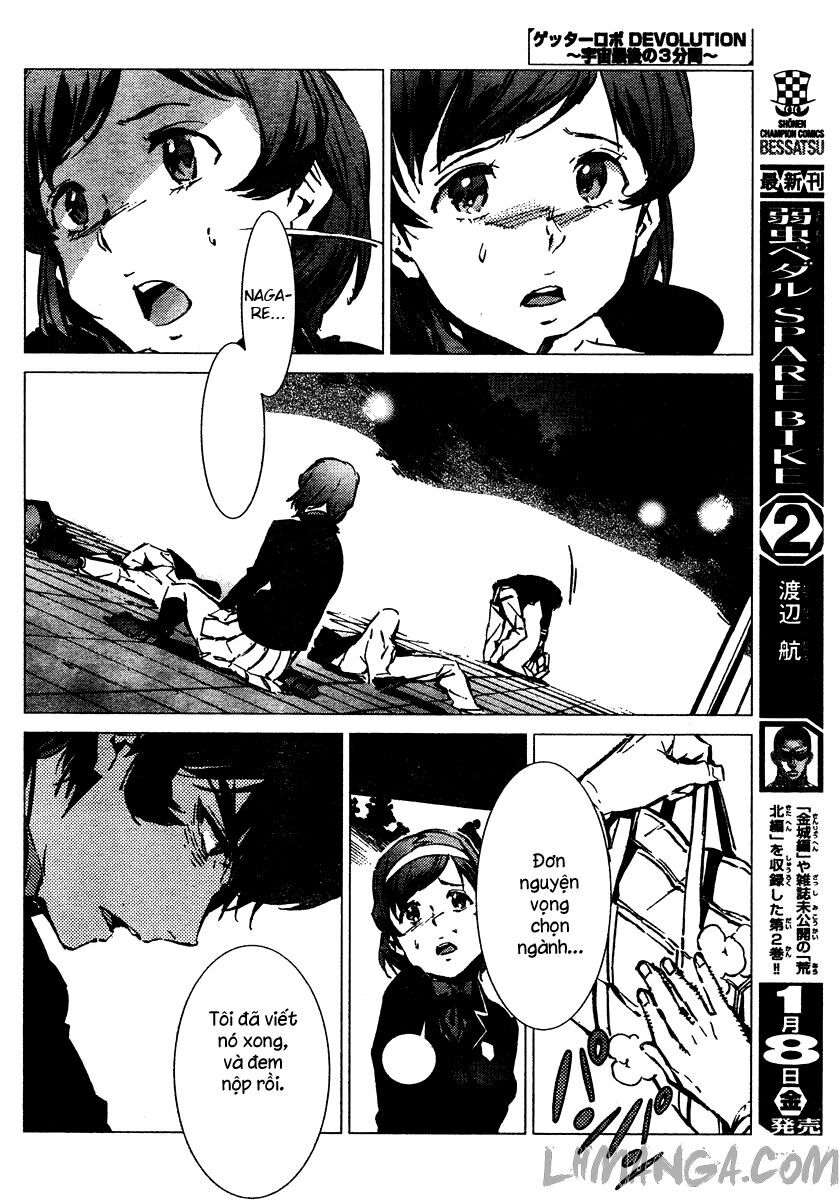 ゲッターロボ DEVOLUTION
～宇宙最後の3分間～
SHŌNEN
CHAMPION COMICS
BESSATSU
最新刊
弱虫ペダル SPARE BIKE
2
渡辺 航
『金城編』や雑誌未公開の『荒
北編』を収録した第2巻!!
1月8日(金)
発売
NAGA-
RE...
Đơn
nguyện
vọng
chọn
ngành...
Tôi đã viết
nó xong,
và đem
nộp rồi.
LHMANGA.COM